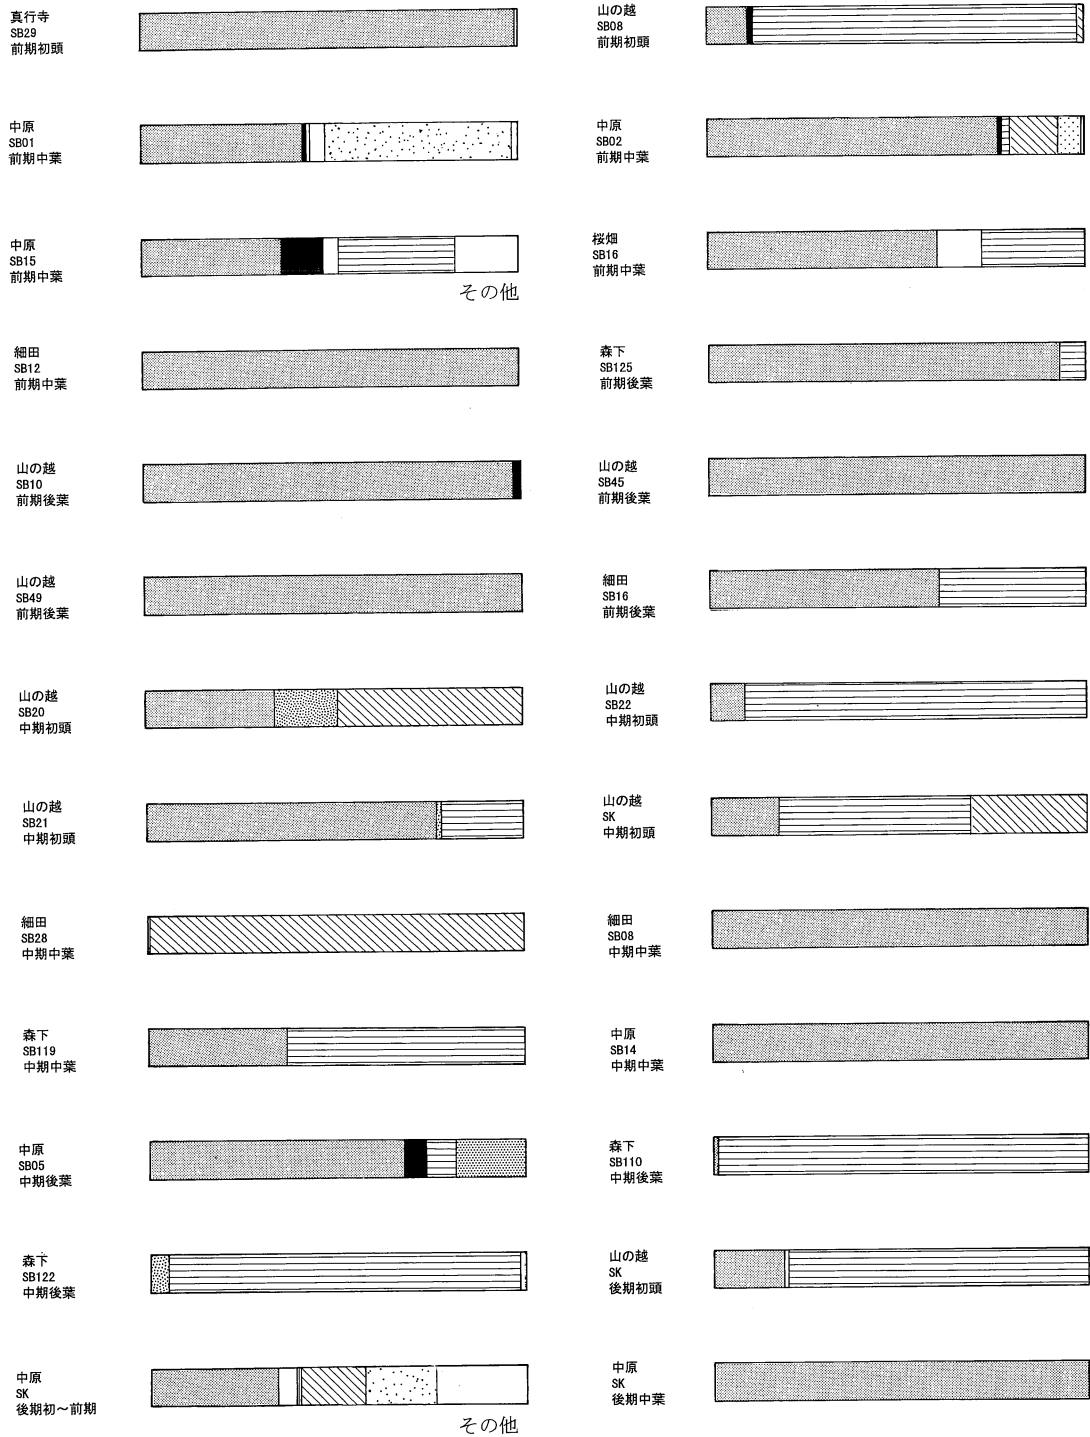 真行寺
SB29
前期初頭
山の越
SB08
前期初頭
中原
SB01
前期中葉
中原
SB02
前期中葉
中原
SB15
前期中葉
その他
桜畑
SB16
前期中葉
細田
SB12
前期中葉
森下
SB125
前期後葉
山の越
SB10
前期後葉
山の越
SB45
前期後葉
山の越
SB49
前期後葉
細田
SB16
前期後葉
山の越
SB20
中期初頭
山の越
SB22
中期初頭
山の越
SB21
中期初頭
山の越
SK
中期初頭
細田
SB28
中期中葉
細田
SB08
中期中葉
森下
SB119
中期中葉
中原
SB14
中期中葉
中原
SB05
中期後葉
森下
SB110
中期後葉
森下
SB122
中期後葉
山の越
SK
後期初頭
中原
SK
後期初～前期
その他
中原
SK
後期中葉